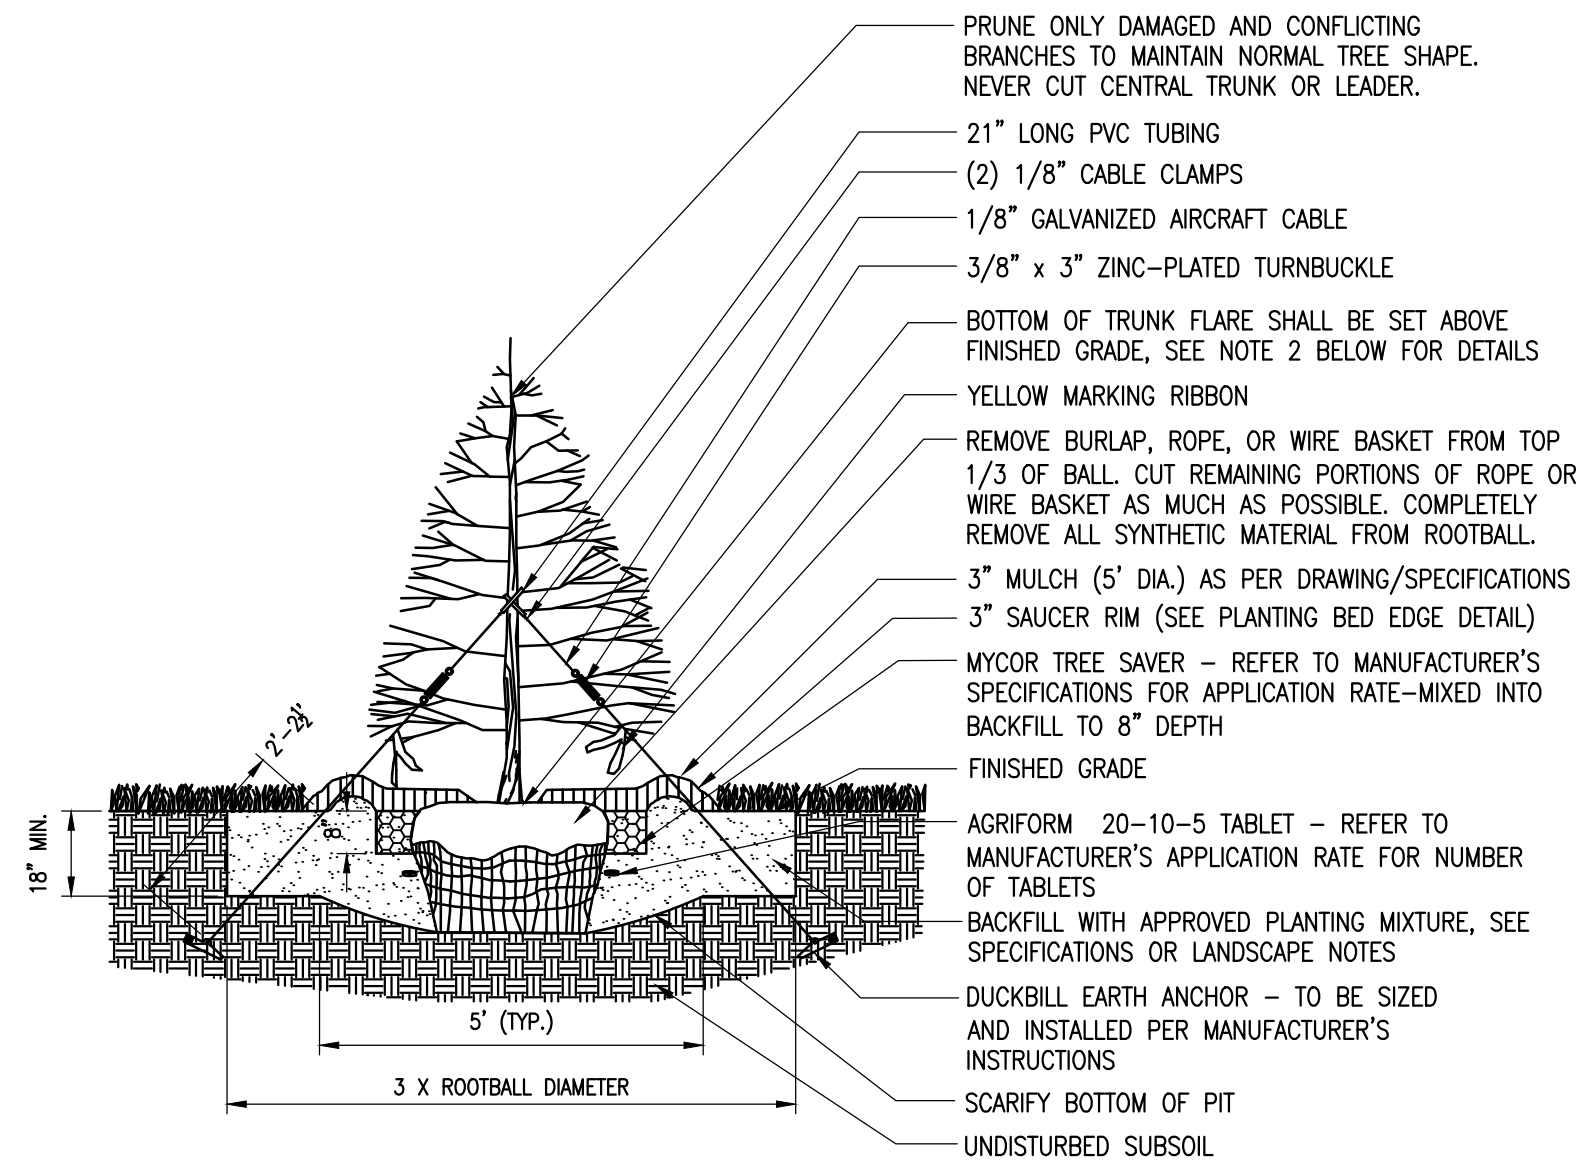 PRUNE ONLY DAMAGED AND CONFLICTING
BRANCHES TO MAINTAIN NORMAL TREE SHAPE.
NEVER CUT CENTRAL TRUNK OR LEADER.
21" LONG PVC TUBING
(2) 1/8" CABLE CLAMPS
1/8" GALVANIZED AIRCRAFT CABLE
3/8" x 3" ZINC-PLATED TURNBUCKLE
BOTTOM OF TRUNK FLARE SHALL BE SET ABOVE
FINISHED GRADE, SEE NOTE 2 BELOW FOR DETAILS
YELLOW MARKING RIBBON
REMOVE BURLAP, ROPE, OR WIRE BASKET FROM TOP
1/3 OF BALL. CUT REMAINING PORTIONS OF ROPE OR
WIRE BASKET AS MUCH AS POSSIBLE. COMPLETELY
REMOVE ALL SYNTHETIC MATERIAL FROM ROOTBALL.
3" MULCH (5' DIA.) AS PER DRAWING/SPECIFICATIONS
3" SAUCER RIM (SEE PLANTING BED EDGE DETAIL)
MYCOR TREE SAVER - REFER TO MANUFACTURER'S
SPECIFICATIONS FOR APPLICATION RATE-MIXED INTO
BACKFILL TO 8" DEPTH
FINISHED GRADE
AGRIFORM 20-10-5 TABLET - REFER TO
MANUFACTURER'S APPLICATION RATE FOR NUMBER
OF TABLETS
BACKFILL WITH APPROVED PLANTING MIXTURE, SEE
SPECIFICATIONS OR LANDSCAPE NOTES
DUCKBILL EARTH ANCHOR - TO BE SIZED
AND INSTALLED PER MANUFACTURER'S
INSTRUCTIONS
SCARIFY BOTTOM OF PIT
UNDISTURBED SUBSOIL
2'-2½'
18" MIN.
8"
5' (TYP.)
3 X ROOTBALL DIAMETER